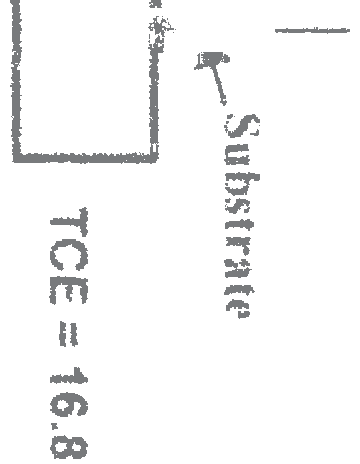 Substrate
TCE = 16.8